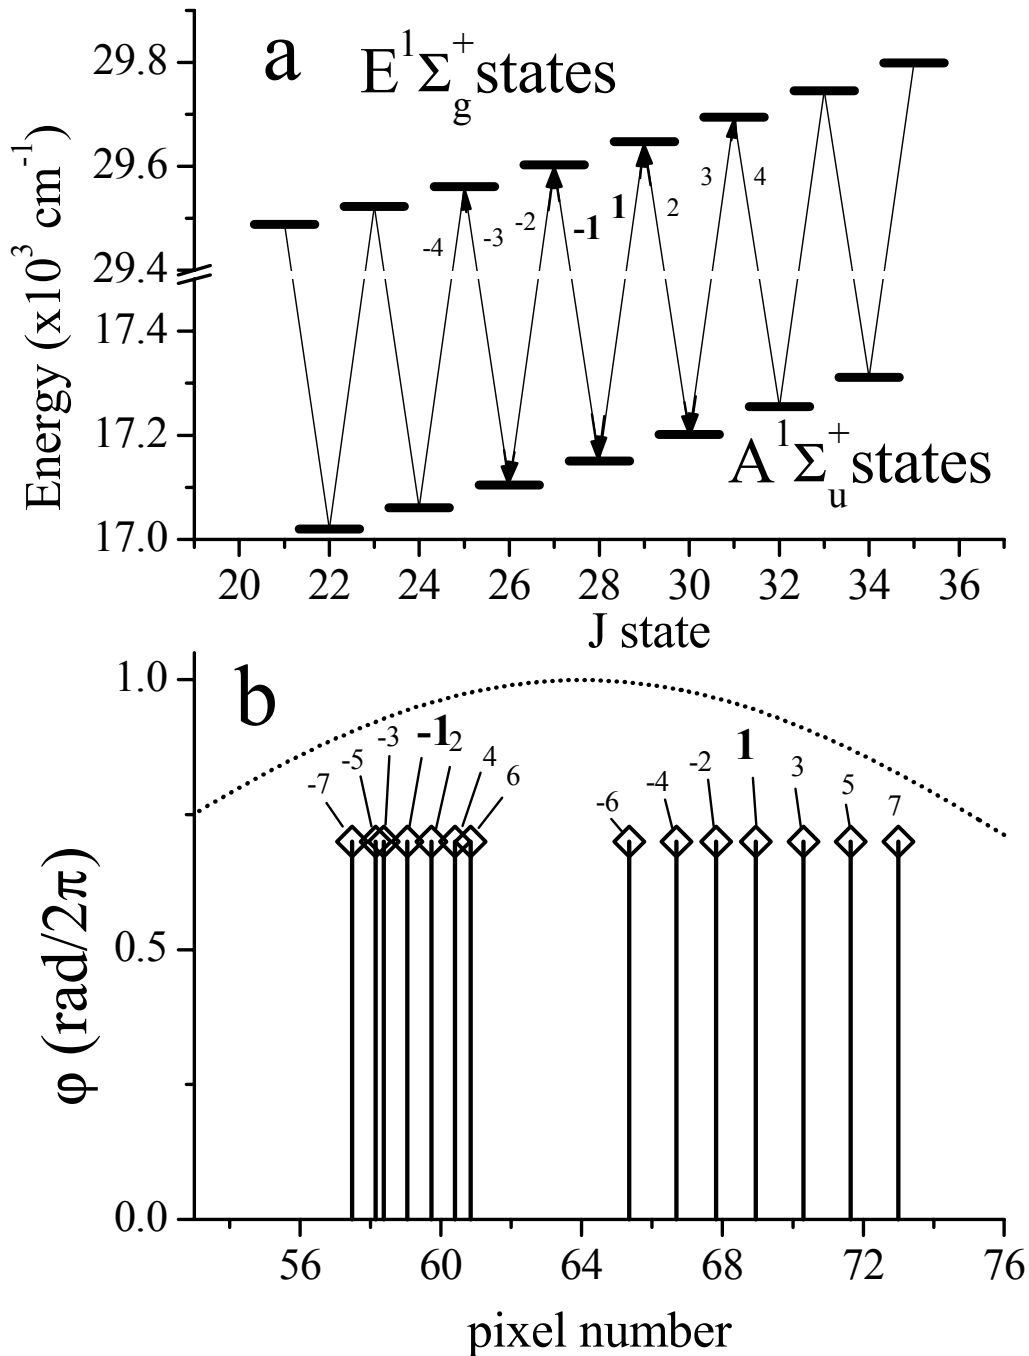 a
E¹Σg⁺ states
Energy (x10³ cm⁻¹)
29.8
29.6
29.4
17.4
17.2
17.0
-4 -3 -2 -1 1 2 3 4
A¹Σu⁺ states
20 22 24 26 28 30 32 34 36
J state
b
φ (rad/2π)
1.0
0.5
0.0
-7 -5 -3 -1 2 4 6 -6 -4 -2 1 3 5 7
56 60 64 68 72 76
pixel number